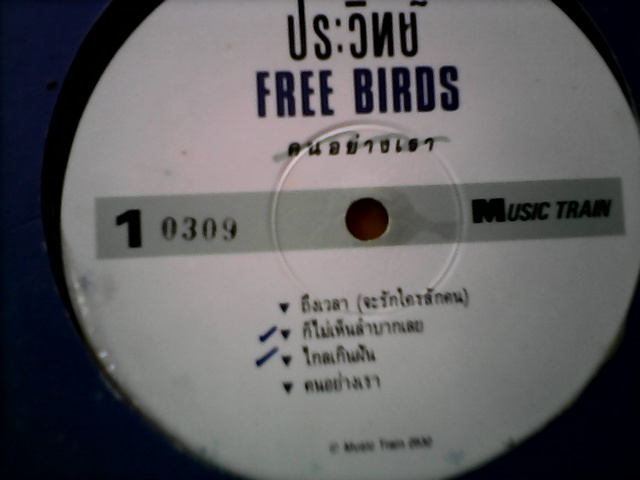 ประวิทย์
FREE BIRDS
คนอย่างเรา
1 0309 MUSIC TRAIN
▼ ถึงเวลา (จะรักใครสักคน)
▼ ก็ไม่เห็นลำบากเลย
▼ ไกลเกินฝัน
▼ คนอย่างเรา
Music Train